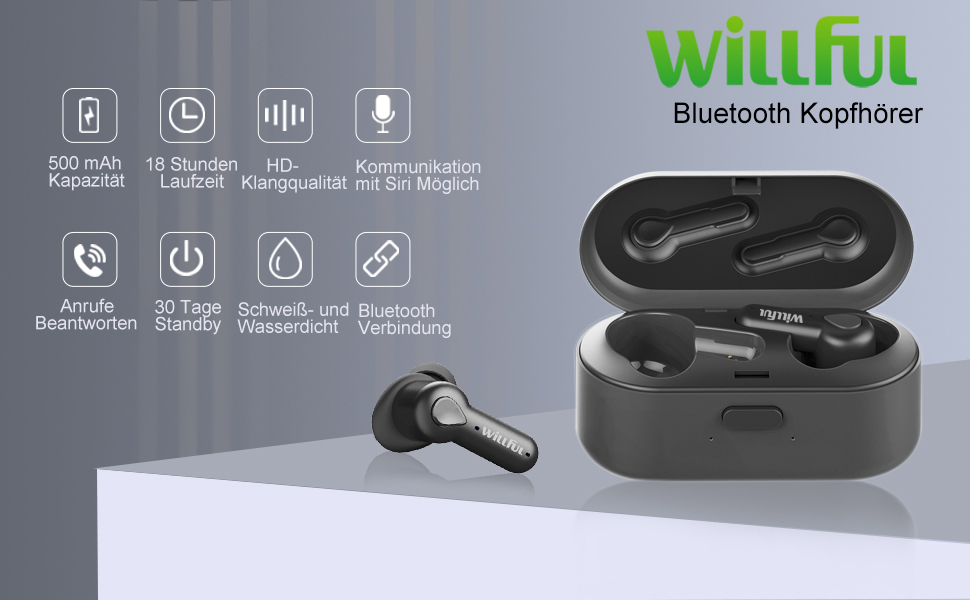 willful
Bluetooth Kopfhörer
500 mAh
Kapazität
18 Stunden
Laufzeit
HD-
Klangqualität
Kommunikation
mit Siri Möglich
Anrufe
Beantworten
30 Tage
Standby
Schweiß- und
Wasserdicht
Bluetooth
Verbindung
willful
willful